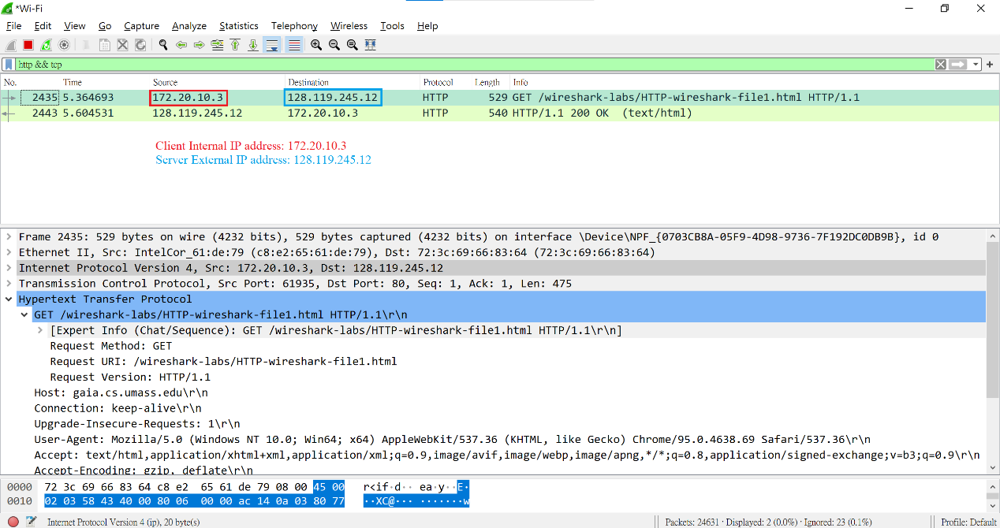 *Wi-Fi
File Edit View Go Capture Analyze Statistics Telephony Wireless Tools Help
http && tcp
No. Time Source Destination Protocol Length Info
2435 5.364693 172.20.10.3 128.119.245.12 HTTP 529 GET /wireshark-labs/HTTP-wireshark-file1.html HTTP/1.1
2443 5.604531 128.119.245.12 172.20.10.3 HTTP 540 HTTP/1.1 200 OK (text/html)
Client Internal IP address: 172.20.10.3
Server External IP address: 128.119.245.12
Frame 2435: 529 bytes on wire (4232 bits), 529 bytes captured (4232 bits) on interface \Device\NPF_{0703CB8A-05F9-4D98-9736-7F192DC0DB9B}, id 0
Ethernet II, Src: IntelCor_61:de:79 (c8:e2:65:61:de:79), Dst: 72:3c:69:66:83:64 (72:3c:69:66:83:64)
Internet Protocol Version 4, Src: 172.20.10.3, Dst: 128.119.245.12
Transmission Control Protocol, Src Port: 61935, Dst Port: 80, Seq: 1, Ack: 1, Len: 475
Hypertext Transfer Protocol
GET /wireshark-labs/HTTP-wireshark-file1.html HTTP/1.1\r\n
[Expert Info (Chat/Sequence): GET /wireshark-labs/HTTP-wireshark-file1.html HTTP/1.1\r\n]
Request Method: GET
Request URI: /wireshark-labs/HTTP-wireshark-file1.html
Request Version: HTTP/1.1
Host: gaia.cs.umass.edu\r\n
Connection: keep-alive\r\n
Upgrade-Insecure-Requests: 1\r\n
User-Agent: Mozilla/5.0 (Windows NT 10.0; Win64; x64) AppleWebKit/537.36 (KHTML, like Gecko) Chrome/95.0.4638.69 Safari/537.36\r\n
Accept: text/html,application/xhtml+xml,application/xml;q=0.9,image/avif,image/webp,image/apng,*/*;q=0.8,application/signed-exchange;v=b3;q=0.9\r\n
Accept-Encoding: gzip, deflate\r\n
0000 72 3c 69 66 83 64 c8 e2 65 61 de 79 08 00 45 00 r<if·d·· ea·y··E·
0010 02 03 58 43 40 00 80 06 00 00 ac 14 0a 03 80 77 ··XC@··· ·······w
Internet Protocol Version 4 (ip), 20 byte(s) Packets: 24631 · Displayed: 2 (0.0%) · Ignored: 23 (0.1%) Profile: Default